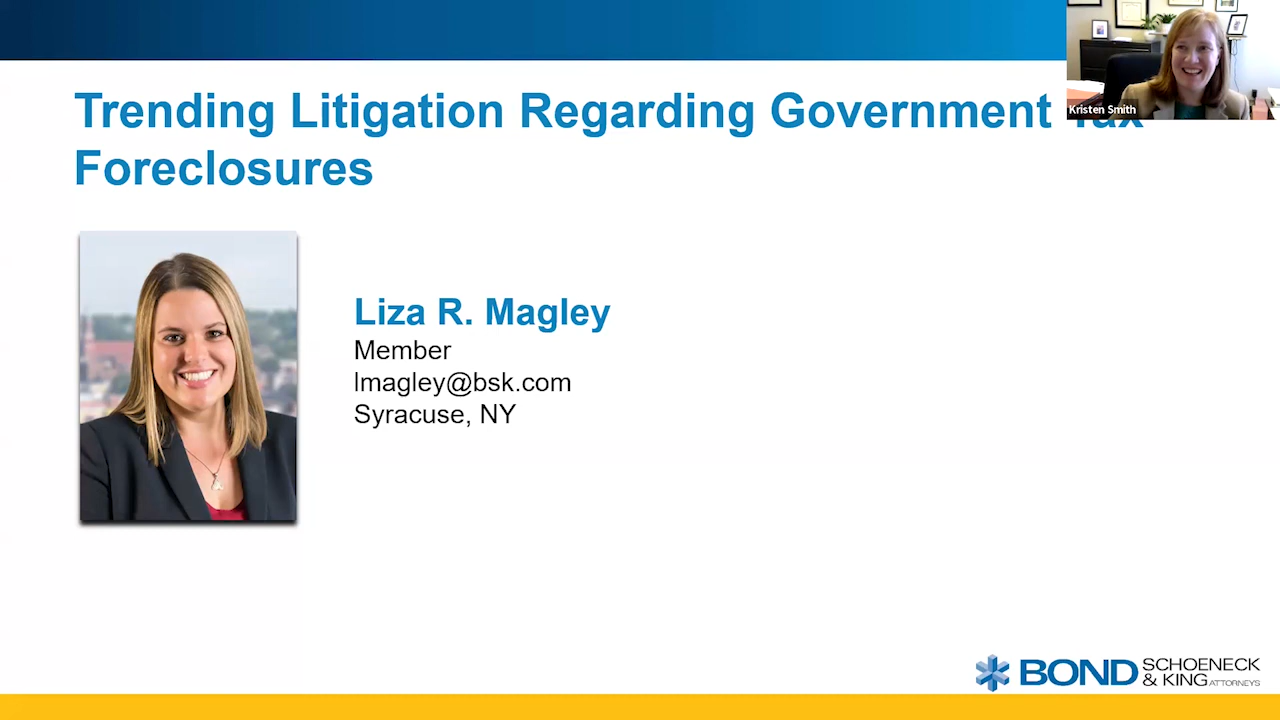 Trending Litigation Regarding Government Tax
Foreclosures
Kristen Smith
Liza R. Magley
Member
lmagley@bsk.com
Syracuse, NY
BOND SCHOENECK
& KING ATTORNEYS